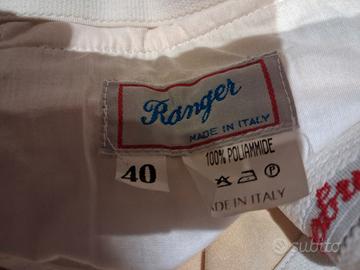 Ranger
MADE IN ITALY
40
100% POLIAMMIDE
P
ADE IN ITALY
subito